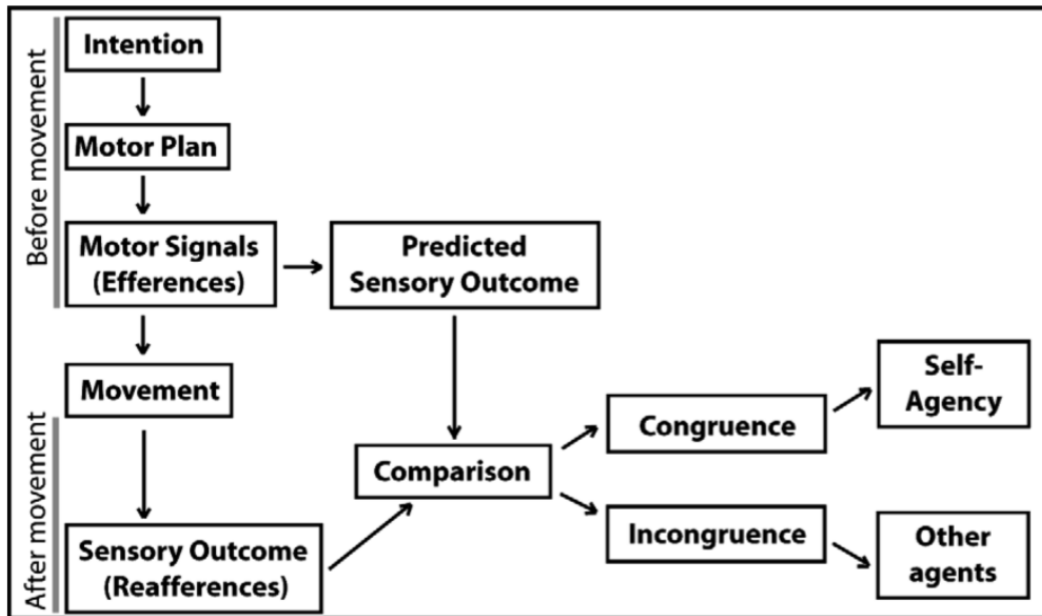 Before movement
Intention
Motor Plan
Motor Signals
(Efferences)
Predicted
Sensory Outcome
Movement
After movement
Sensory Outcome
(Reafferences)
Comparison
Congruence
Incongruence
Self-
Agency
Other
agents